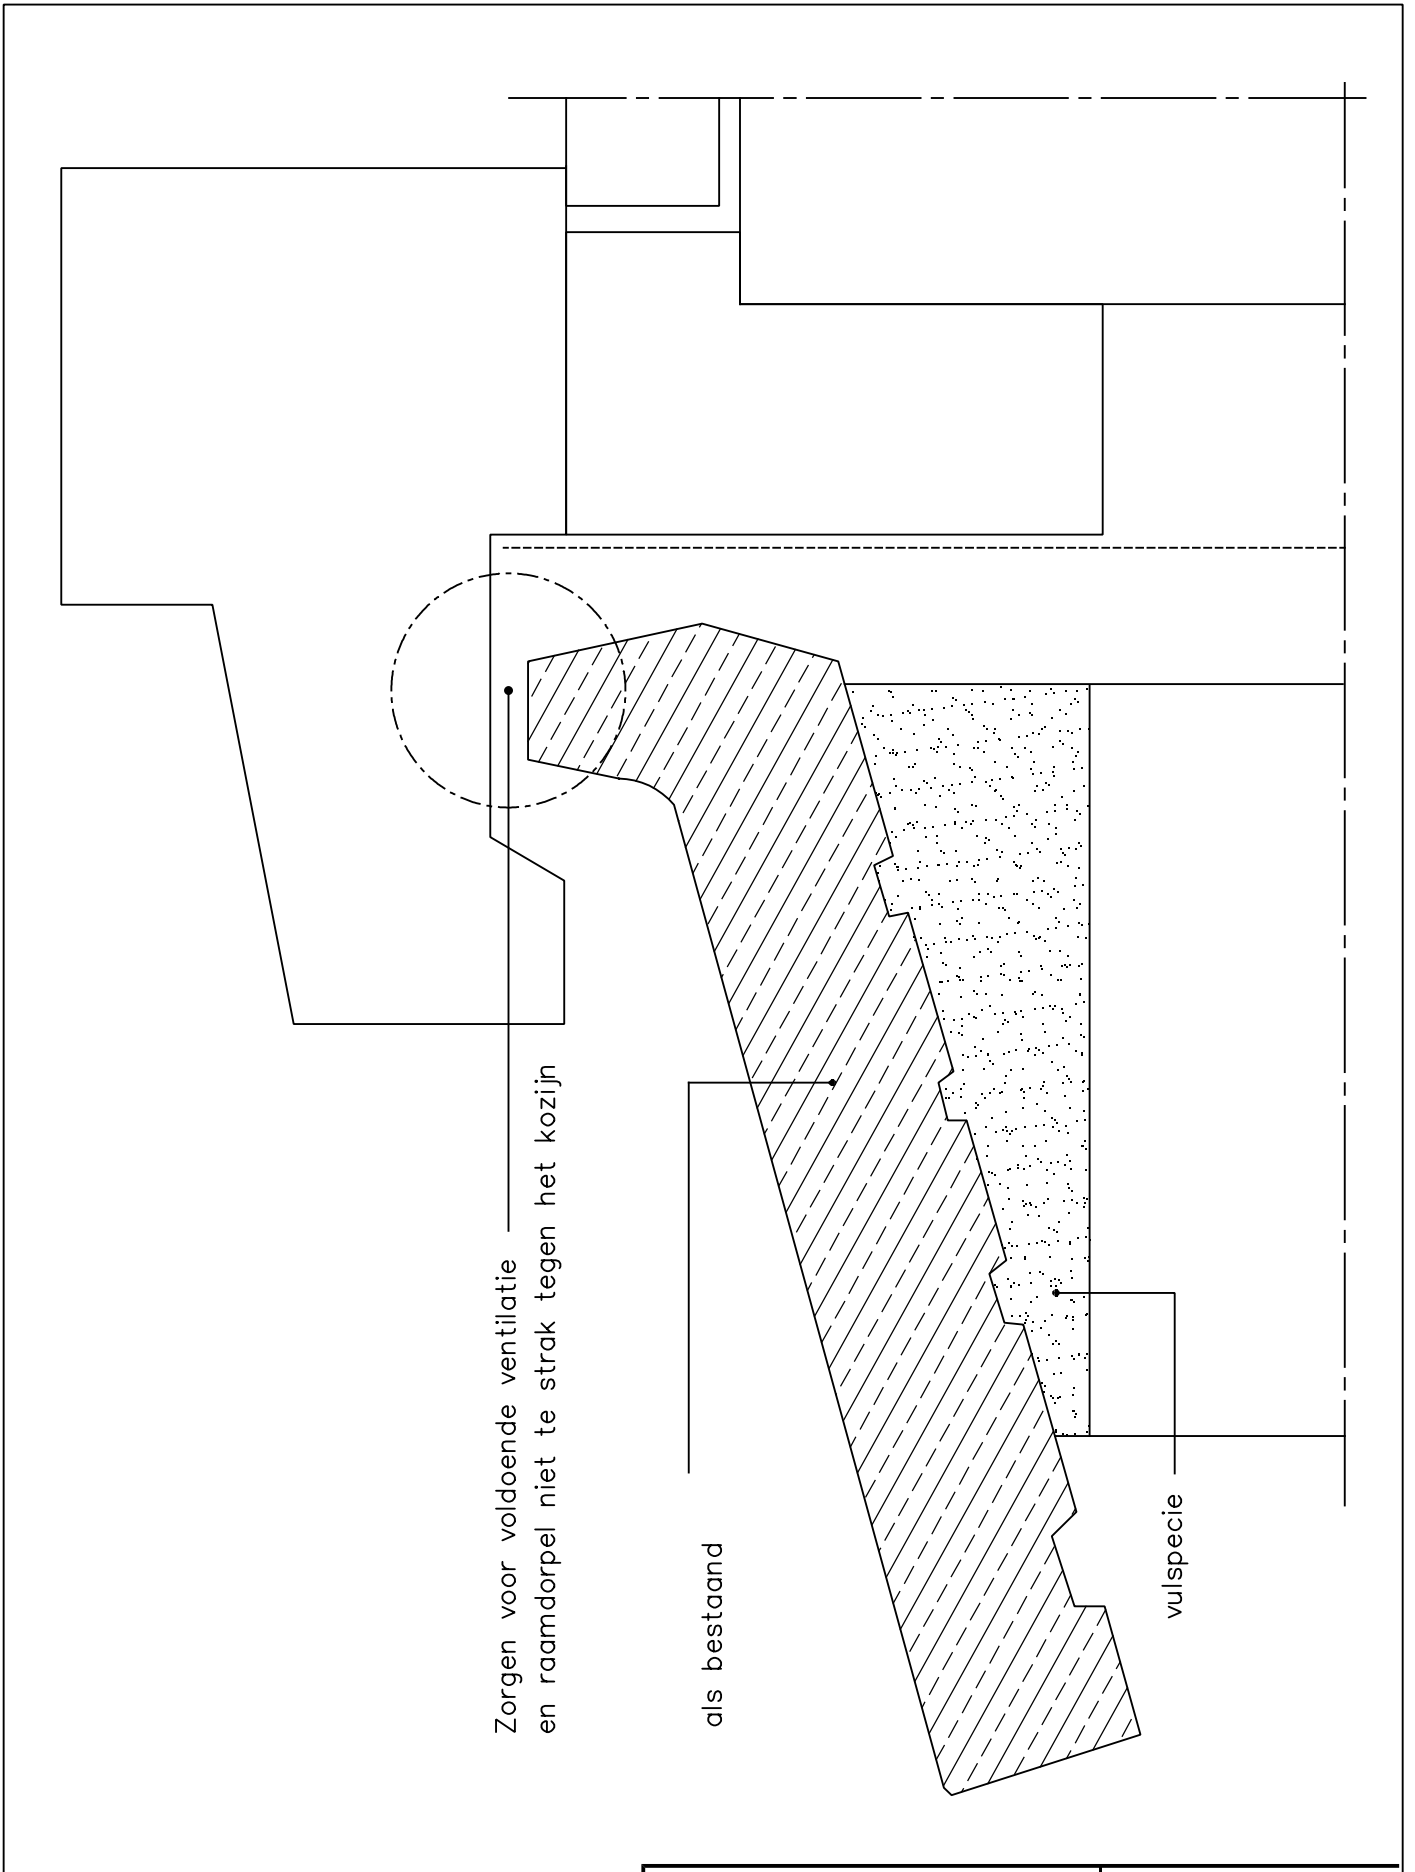 Zorgen voor voldoende ventilatie
en raamdorpel niet te strak tegen het kozijn
als bestaand
vulspecie